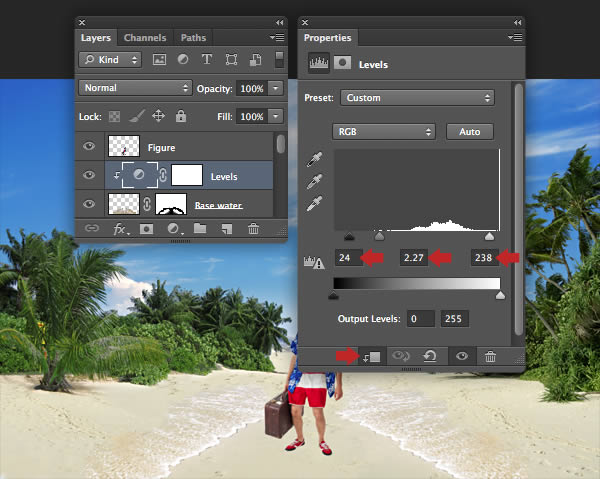 Layers Channels Paths
Kind T
Normal Opacity: 100%
Lock: Fill: 100%
Figure
Levels
Base water
fx
Properties
Levels
Preset: Custom
RGB Auto
24 2.27 238
Output Levels: 0 255